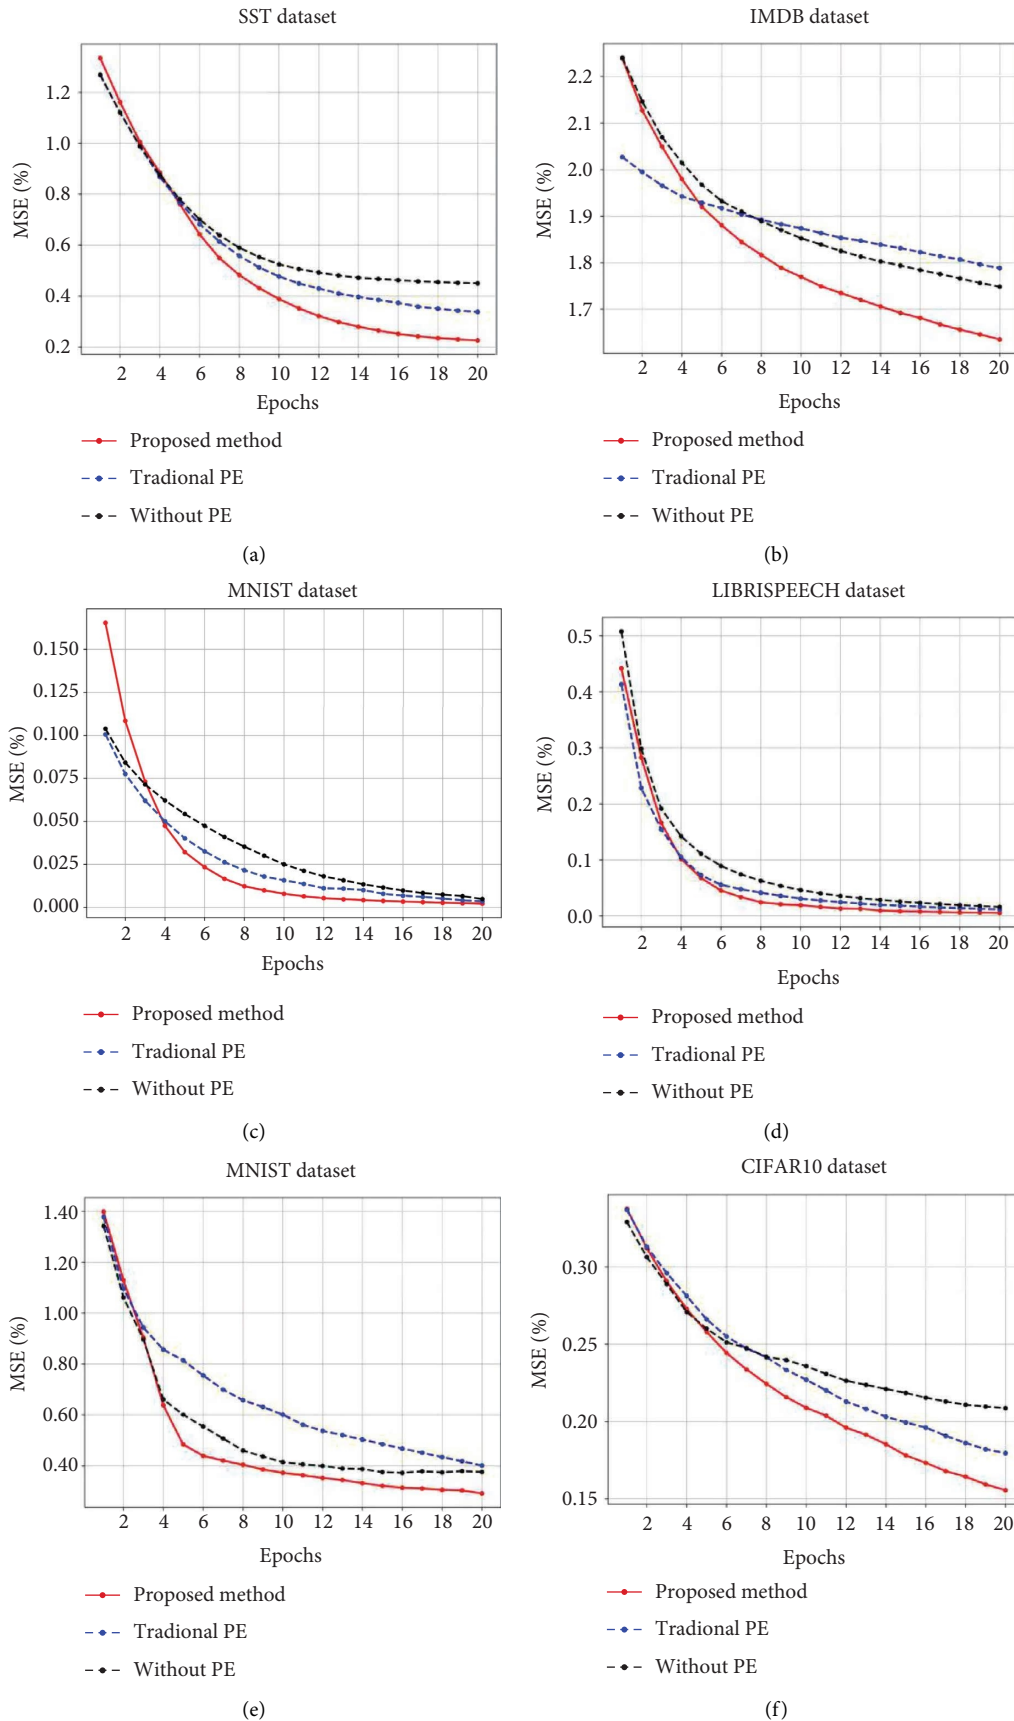 SST dataset
MSE (%)
1.2
1.0
0.8
0.6
0.4
0.2
2 4 6 8 10 12 14 16 18 20
Epochs
Proposed method
Tradional PE
Without PE
(a)
IMDB dataset
MSE (%)
2.2
2.1
2.0
1.9
1.8
1.7
2 4 6 8 10 12 14 16 18 20
Epochs
Proposed method
Tradional PE
Without PE
(b)
MNIST dataset
MSE (%)
0.150
0.125
0.100
0.075
0.050
0.025
0.000
2 4 6 8 10 12 14 16 18 20
Epochs
Proposed method
Tradional PE
Without PE
(c)
LIBRISPEECH dataset
MSE (%)
0.5
0.4
0.3
0.2
0.1
0.0
2 4 6 8 10 12 14 16 18 20
Epochs
Proposed method
Tradional PE
Without PE
(d)
MNIST dataset
MSE (%)
1.40
1.20
1.00
0.80
0.60
0.40
2 4 6 8 10 12 14 16 18 20
Epochs
Proposed method
Tradional PE
Without PE
(e)
CIFAR10 dataset
MSE (%)
0.30
0.25
0.20
0.15
2 4 6 8 10 12 14 16 18 20
Epochs
Proposed method
Tradional PE
Without PE
(f)